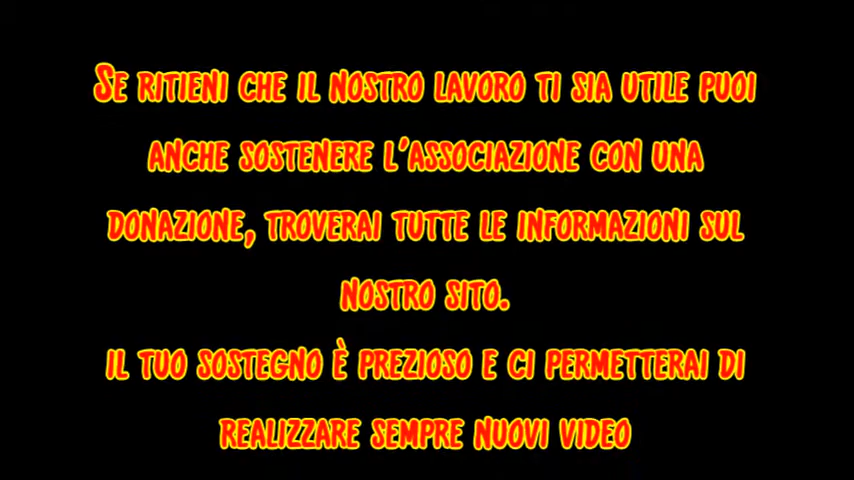 Se ritieni che il nostro lavoro ti sia utile puoi
anche sostenere l'associazione con una
donazione, troverai tutte le informazioni sul
nostro sito.
il tuo sostegno è prezioso e ci permetterai di
realizzare sempre nuovi video